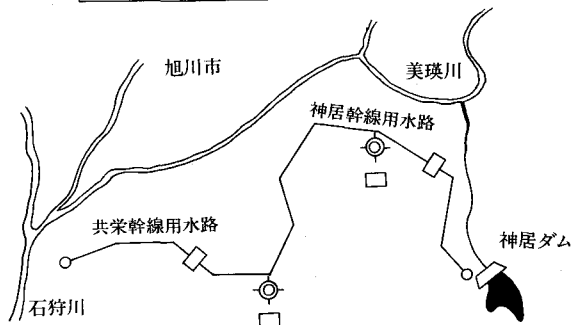 旭川市
美瑛川
神居幹線用水路
共栄幹線用水路
神居ダム
石狩川